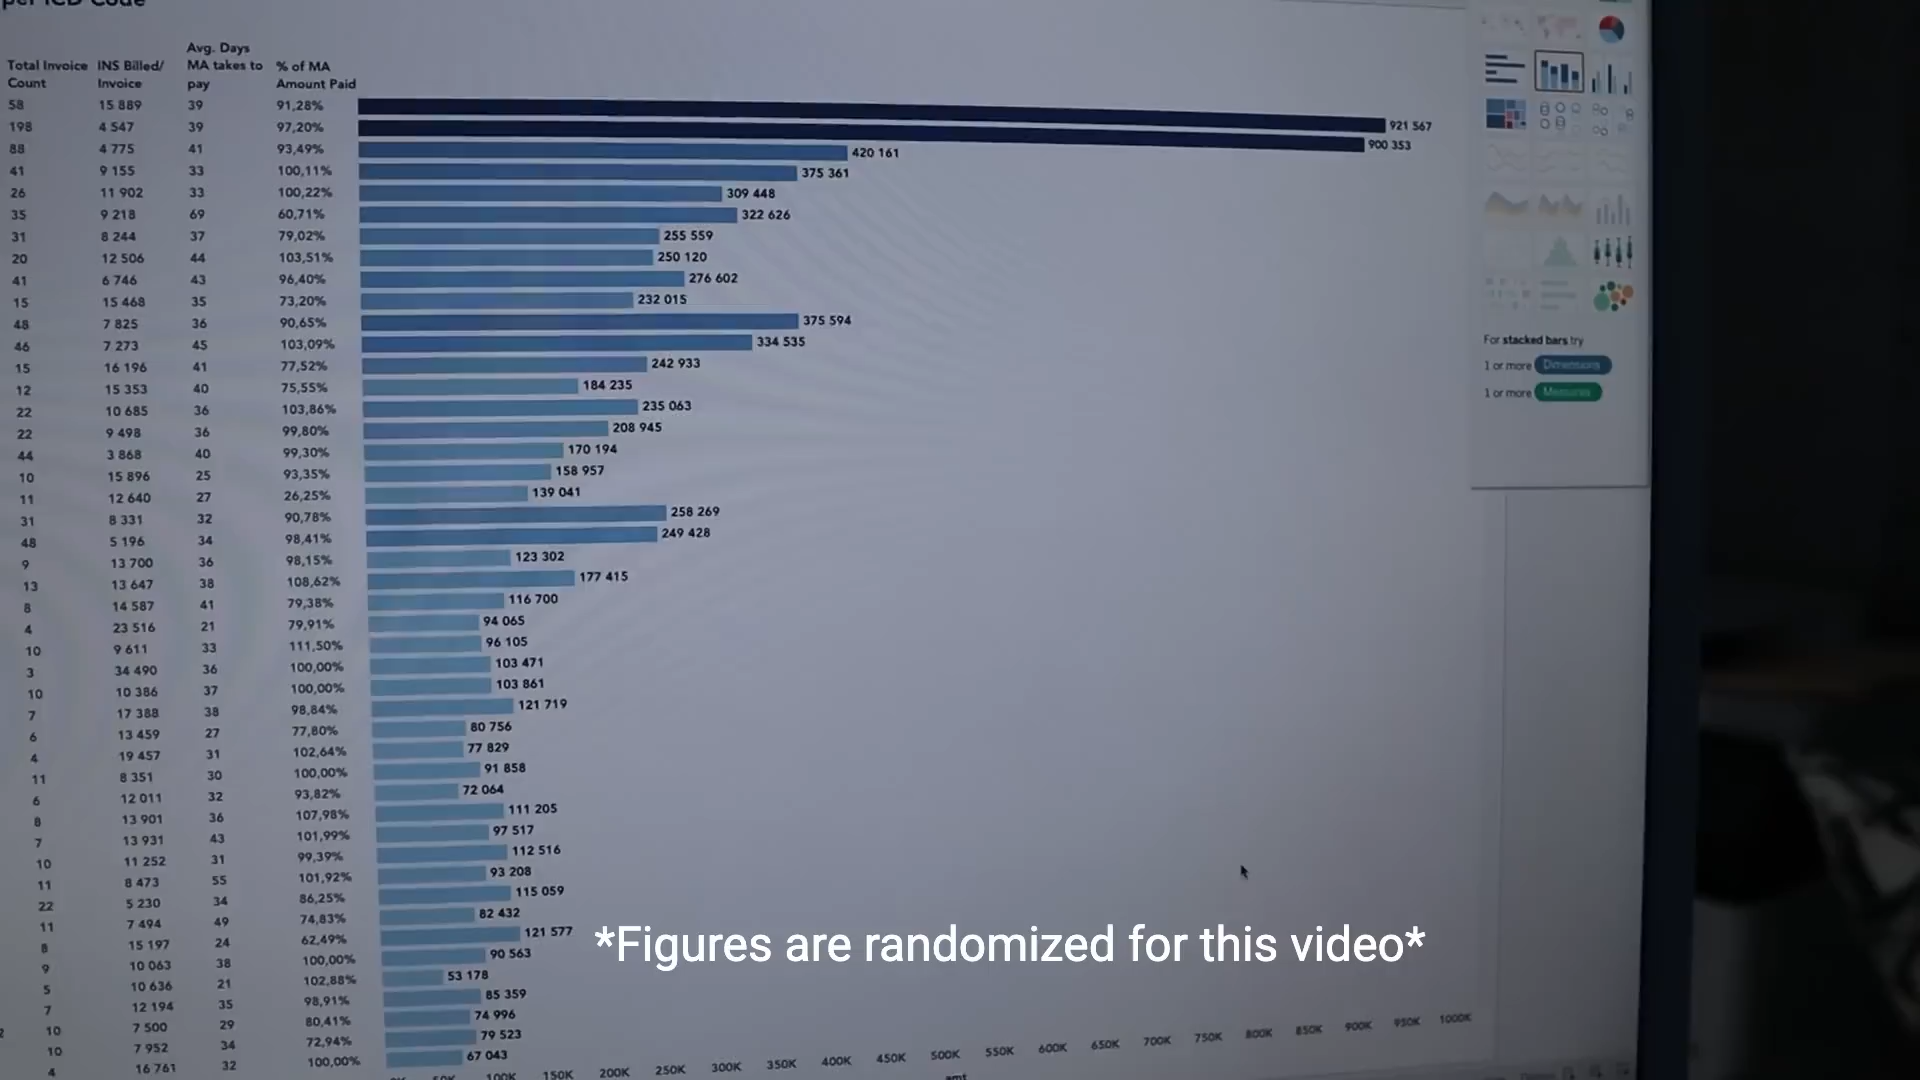 per ICD Code
Total Invoice Count INS Billed/ Invoice Avg. Days MA takes to pay % of MA Amount Paid
58 15 889 39 91,28% 921 567
198 4 547 39 97,20% 900 353
88 4 775 41 93,49% 420 161
41 9 155 33 100,11% 375 361
26 11 902 33 100,22% 309 448
35 9 218 69 60,71% 322 626
31 8 244 37 79,02% 255 559
20 12 506 44 103,51% 250 120
41 6 746 43 96,40% 276 602
15 15 468 35 73,20% 232 015
48 7 825 36 90,65% 375 594
46 7 273 45 103,09% 334 535
15 16 196 41 77,52% 242 933
12 15 353 40 75,55% 184 235
22 10 685 36 103,86% 235 063
22 9 498 36 99,80% 208 945
44 3 868 40 99,30% 170 194
10 15 896 25 93,35% 158 957
11 12 640 27 26,25% 139 041
31 8 331 32 90,78% 258 269
48 5 196 34 98,41% 249 428
9 13 700 36 98,15% 123 302
13 13 647 38 108,62% 177 415
8 14 587 41 79,38% 116 700
4 23 516 21 79,91% 94 065
10 9 611 33 111,50% 96 105
3 34 490 36 100,00% 103 471
10 10 386 37 100,00% 103 861
7 17 388 38 98,84% 121 719
6 13 459 27 77,80% 80 756
4 19 457 31 102,64% 77 829
11 8 351 30 100,00% 91 858
6 12 011 32 93,82% 72 064
8 13 901 36 107,98% 111 205
7 13 931 43 101,99% 97 517
10 11 252 31 99,39% 112 516
11 8 473 55 101,92% 93 208
22 5 230 34 86,25% 115 059
11 7 494 49 74,83% 82 432
8 15 197 24 62,49% 121 577
9 10 063 38 100,00% 90 563
5 10 636 21 102,88% 53 178
7 12 194 35 98,91% 85 359
10 7 500 29 80,41% 74 996
10 7 952 34 72,94% 79 523
4 16 761 32 100,00% 67 043
0K 50K 100K 150K 200K 250K 300K 350K 400K 450K 500K 550K 600K 650K 700K 750K 800K 850K 900K 950K 1000K
amt
For stacked bars try
1 or more Dimensions
1 or more Measures
*Figures are randomized for this video*